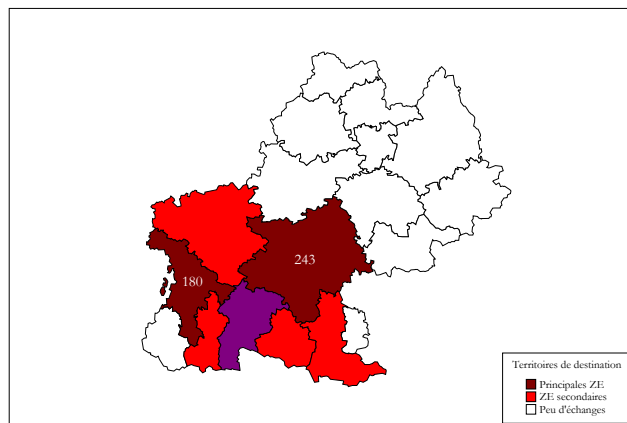 243
180
Territoires de destination
Principales ZE
ZE secondaires
Peu d'échanges